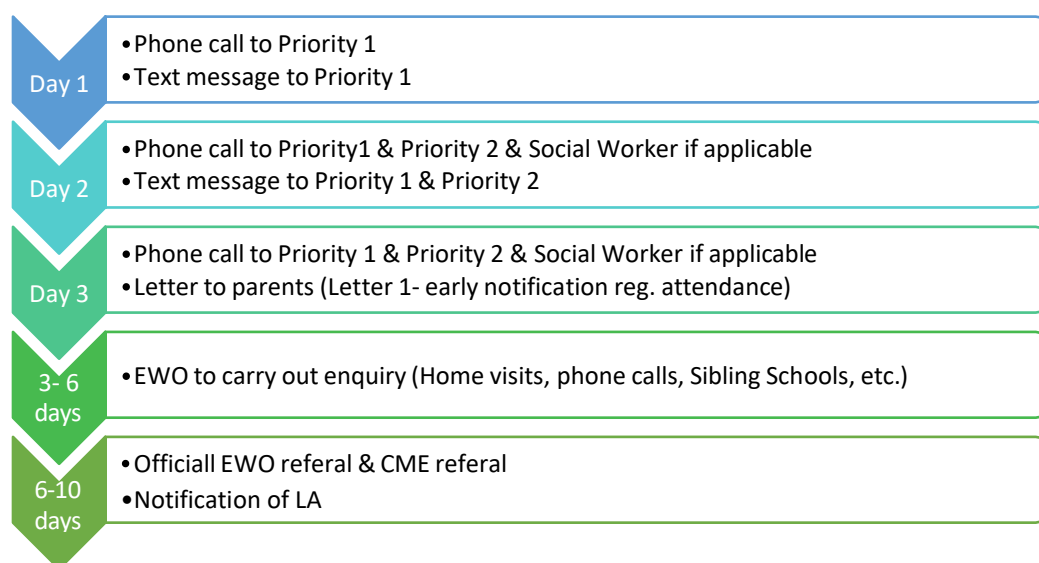 Day 1
•Phone call to Priority 1
•Text message to Priority 1
Day 2
•Phone call to Priority1 & Priority 2 & Social Worker if applicable
•Text message to Priority 1 & Priority 2
Day 3
•Phone call to Priority 1 & Priority 2 & Social Worker if applicable
•Letter to parents (Letter 1- early notification reg. attendance)
3- 6
days
•EWO to carry out enquiry (Home visits, phone calls, Sibling Schools, etc.)
6-10
days
•Officiall EWO referal & CME referal
•Notification of LA